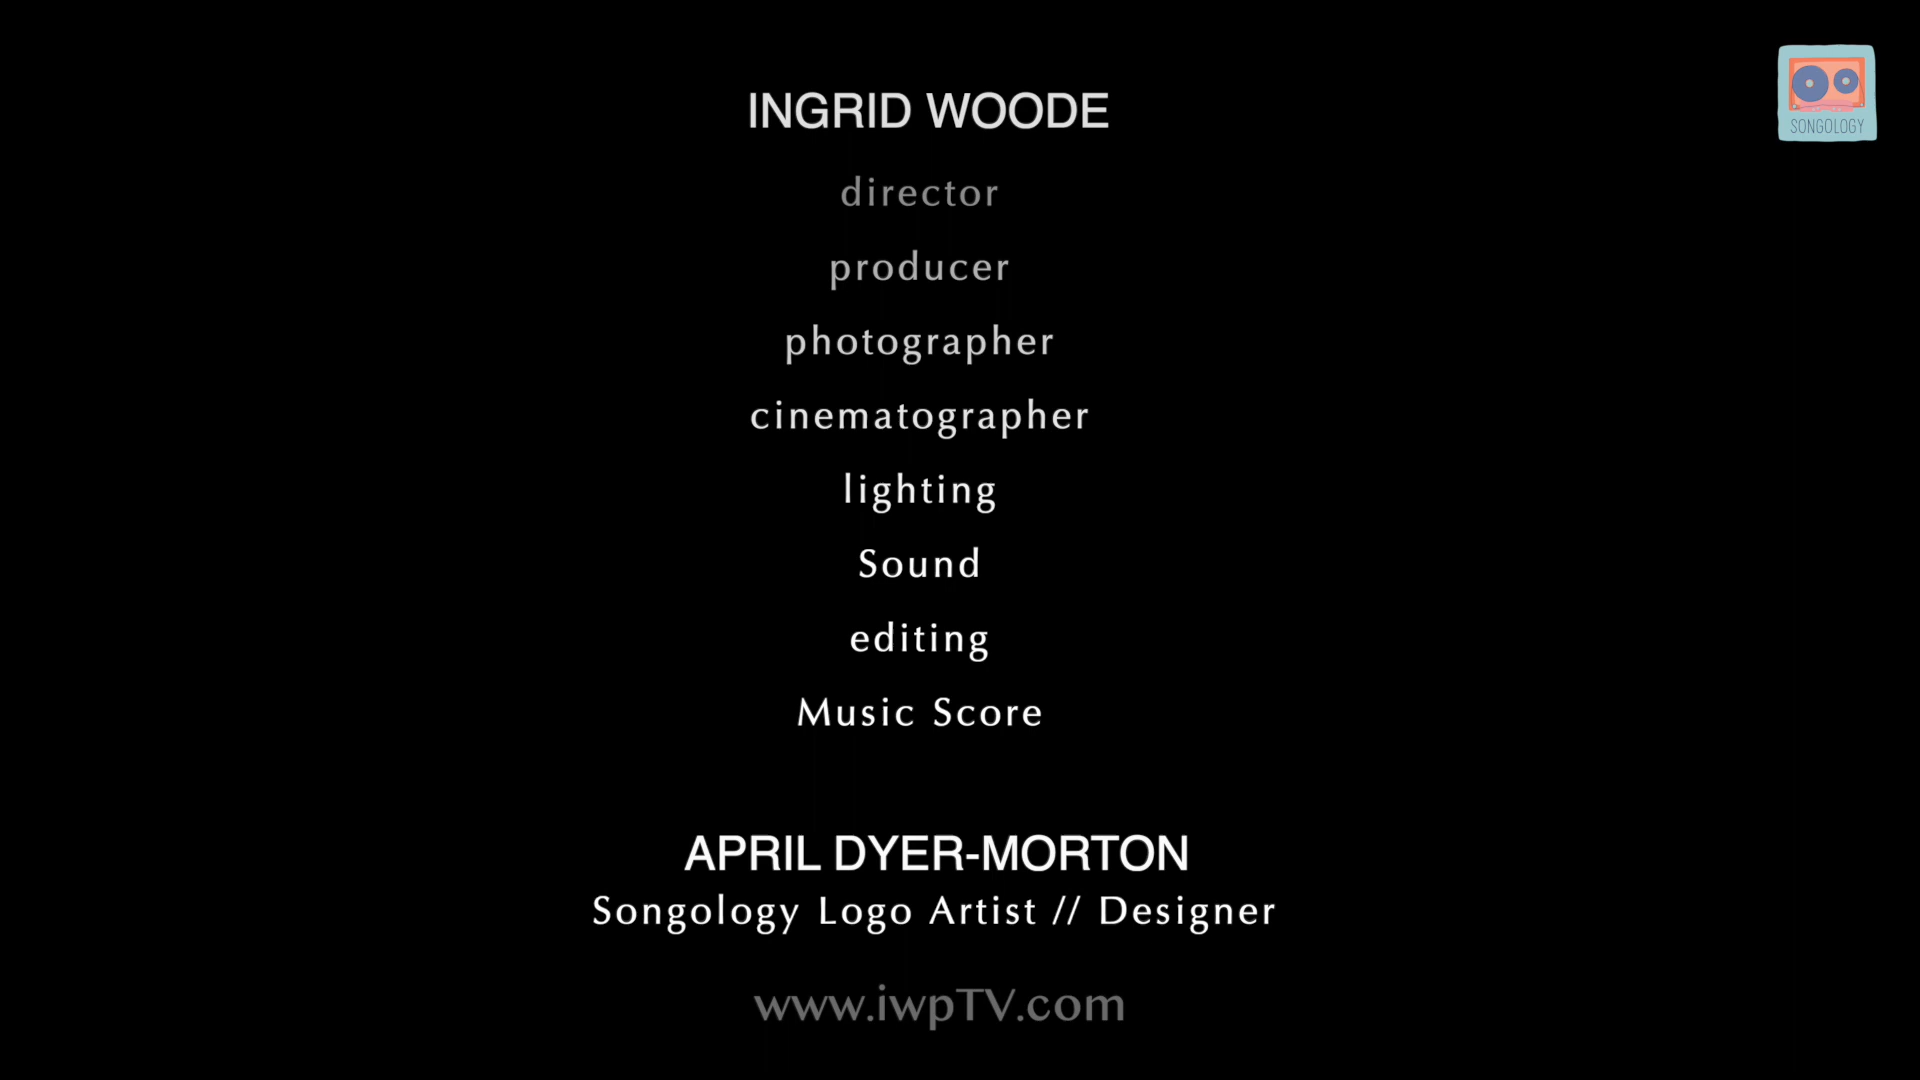 INGRID WOODE
SONGOLOGY
director
producer
photographer
cinematographer
lighting
Sound
editing
Music Score
APRIL DYER-MORTON
Songology Logo Artist // Designer
www.iwpTV.com